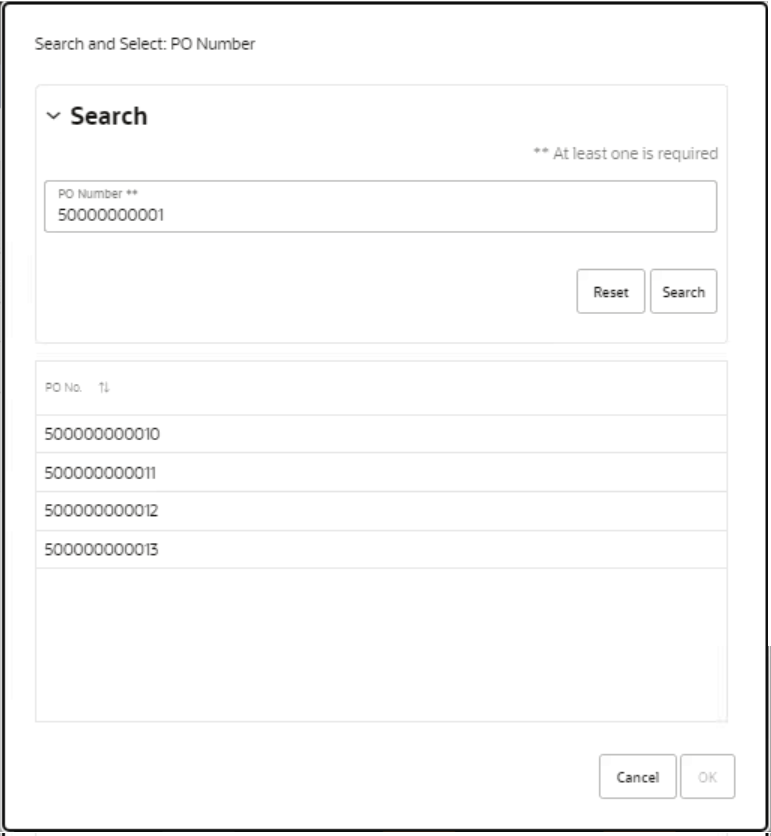 Search and Select: PO Number
Search
** At least one is required
PO Number **
50000000001
Reset Search
PO No.
500000000010
500000000011
500000000012
500000000013
Cancel OK